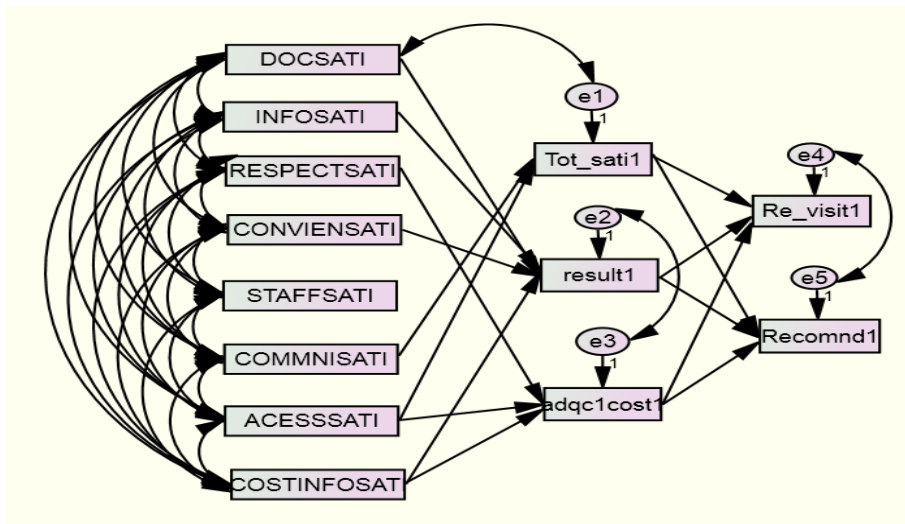 DOCSATI
INFOSATI
RESPECTSATI
CONVIENSATI
STAFFSATI
COMMNISATI
ACESSSATI
COSTINFOSAT
e1
1
Tot_sati1
e2
1
result1
e3
1
adqc1cost1
e4
1
Re_visit1
e5
1
Recomnd1